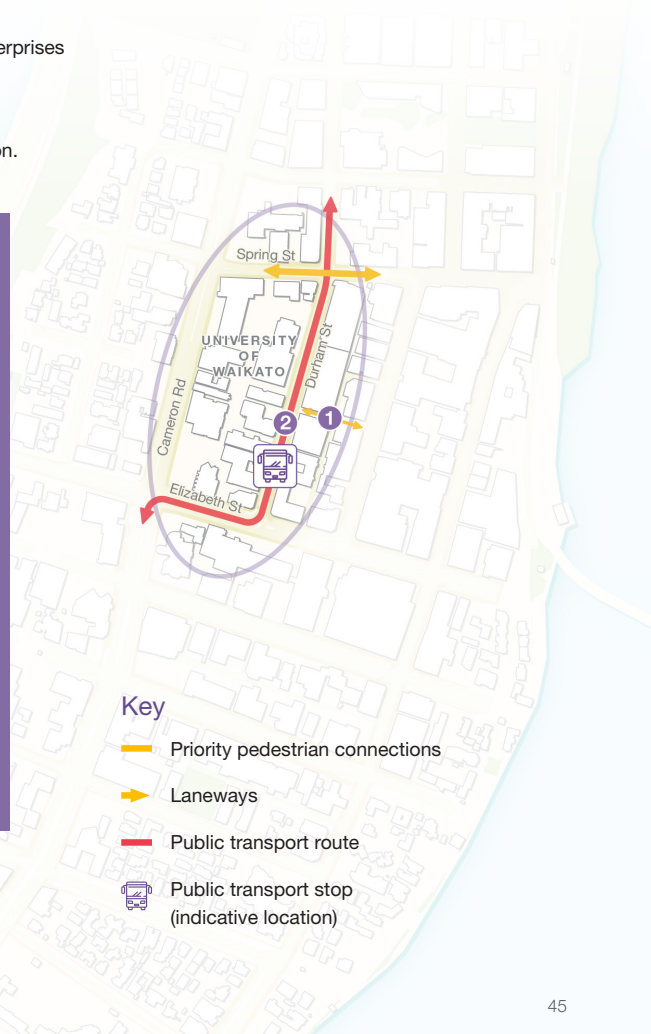 erprises
on.
Spring St
UNIVERSITY
OF
WAIKATO
Durham St
Cameron Rd
1
2
Elizabeth St
Key
Priority pedestrian connections
Laneways
Public transport route
Public transport stop
(indicative location)
45